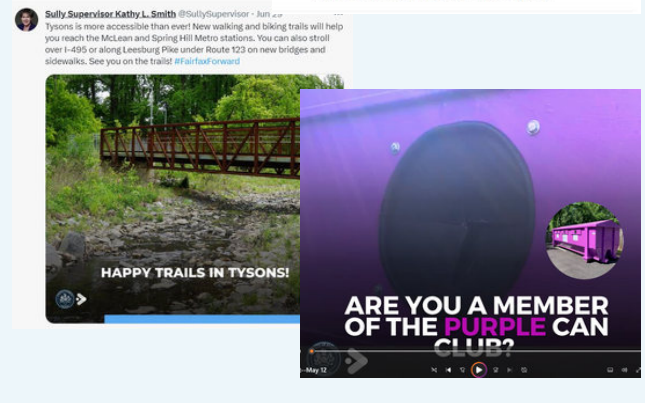 Sully Supervisor Kathy L. Smith @SullySupervisor · Jun 29
Tysons is more accessible than ever! New walking and biking trails will help
you reach the McLean and Spring Hill Metro stations. You can also stroll
over I-495 or along Leesburg Pike under Route 123 on new bridges and
sidewalks. See you on the trails! #FairfaxForward
HAPPY TRAILS IN TYSONS!
ARE YOU A MEMBER
OF THE PURPLE CAN
CLUB?
—May 12